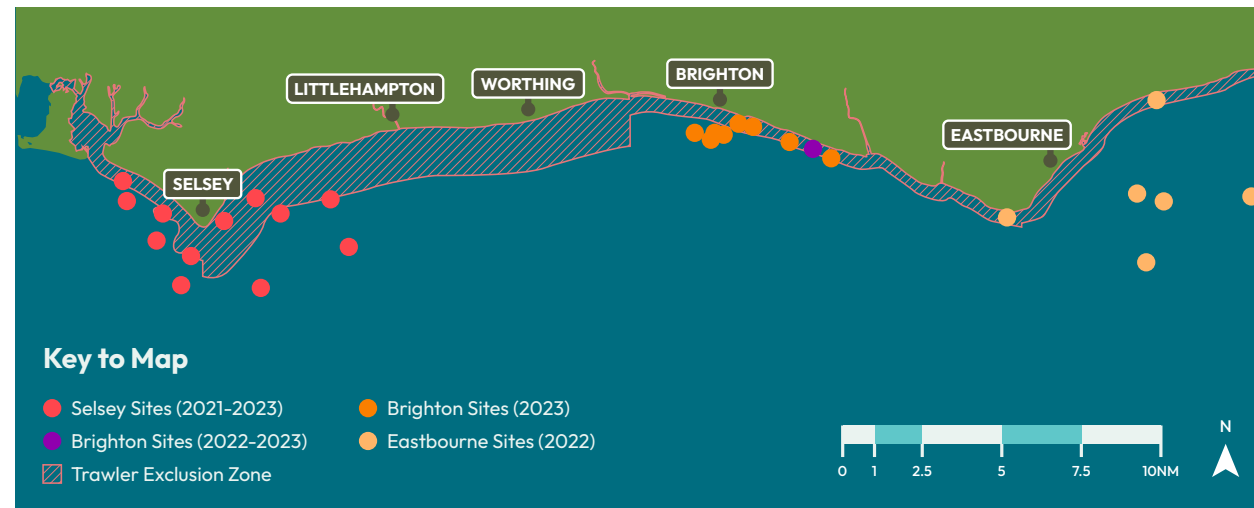 BRIGHTON
WORTHING
LITTLEHAMPTON
EASTBOURNE
SELSEY
Key to Map
Selsey Sites (2021-2023)
Brighton Sites (2023)
Brighton Sites (2022-2023)
Eastbourne Sites (2022)
Trawler Exclusion Zone
0 1 2.5 5 7.5 10NM
N